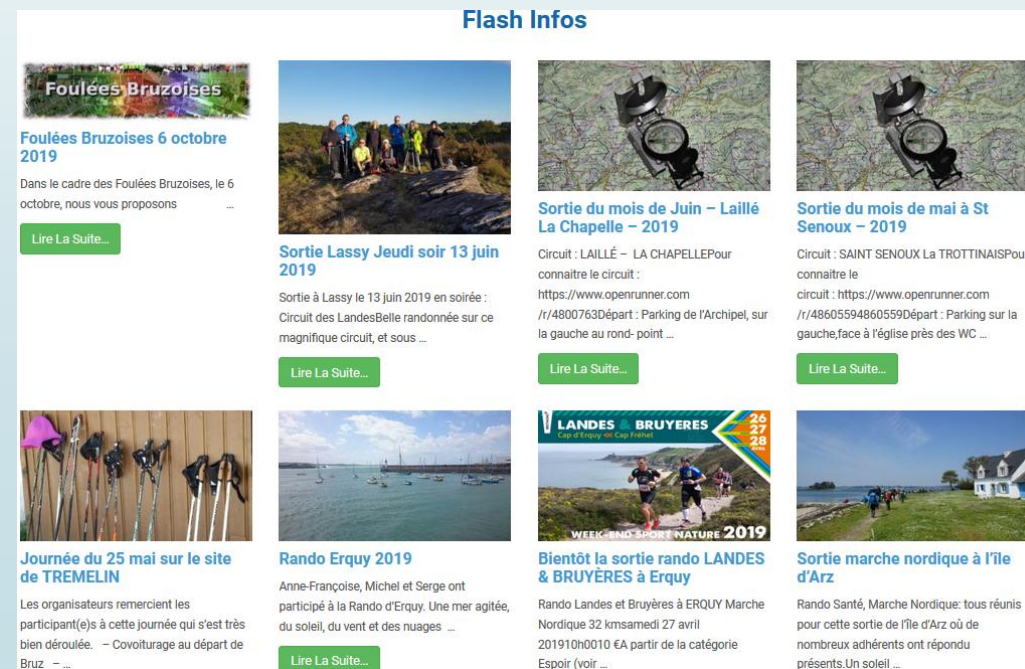 Flash Infos
Foulées Bruzoises
Foulées Bruzoises 6 octobre
2019
Dans le cadre des Foulées Bruzoises, le 6
octobre, nous vous proposons ...
Lire La Suite...
Sortie Lassy Jeudi soir 13 juin
2019
Sortie à Lassy le 13 juin 2019 en soirée :
Circuit des LandesBelle randonnée sur ce
magnifique circuit, et sous ...
Lire La Suite...
Sortie du mois de Juin – Laillé
La Chapelle – 2019
Circuit : LAILLÉ – LA CHAPELLEPour
connaitre le circuit :
https://www.openrunner.com
/r/4800763Départ : Parking de l'Archipel, sur
la gauche au rond- point ...
Lire La Suite...
Sortie du mois de mai à St
Senoux – 2019
Circuit : SAINT SENOUX La TROTTINAISPou
connaitre le
circuit : https://www.openrunner.com
/r/48605594860559Départ : Parking sur la
gauche,face à l'église près des WC ...
Lire La Suite...
Journée du 25 mai sur le site
de TREMELIN
Les organisateurs remercient les
participant(e)s à cette journée qui s'est très
bien déroulée. – Covoiturage au départ de
Bruz – ...
Rando Erquy 2019
Anne-Françoise, Michel et Serge ont
participé à la Rando d'Erquy. Une mer agitée,
du soleil, du vent et des nuages ...
Lire La Suite...
LANDES & BRUYERES
Cap d'Erquy Cap Fréhel
26
27
28
WEEK-END SPORT NATURE 2019
Bientôt la sortie rando LANDES
& BRUYÈRES à Erquy
Rando Landes et Bruyères à ERQUY Marche
Nordique 32 kmsamedi 27 avril
201910h0010 €A partir de la catégorie
Espoir (voir ...
Sortie marche nordique à l'île
d'Arz
Rando Santé, Marche Nordique: tous réunis
pour cette sortie de l'île d'Arz où de
nombreux adhérents ont répondu
présents.Un soleil ...